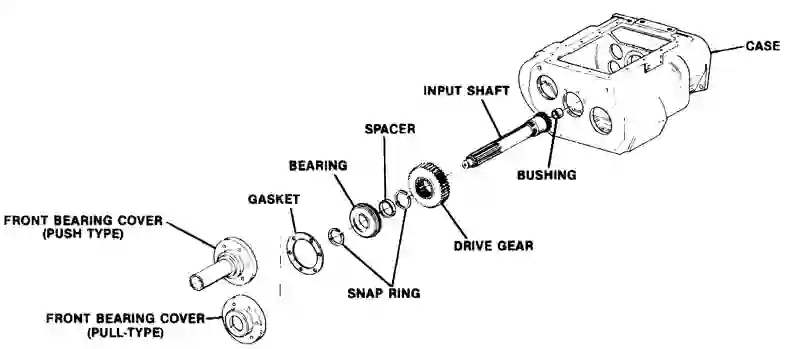 CASE
INPUT SHAFT
SPACER
BEARING
BUSHING
GASKET
FRONT BEARING COVER
(PUSH TYPE)
DRIVE GEAR
SNAP RING
FRONT BEARING COVER
(PULL-TYPE)